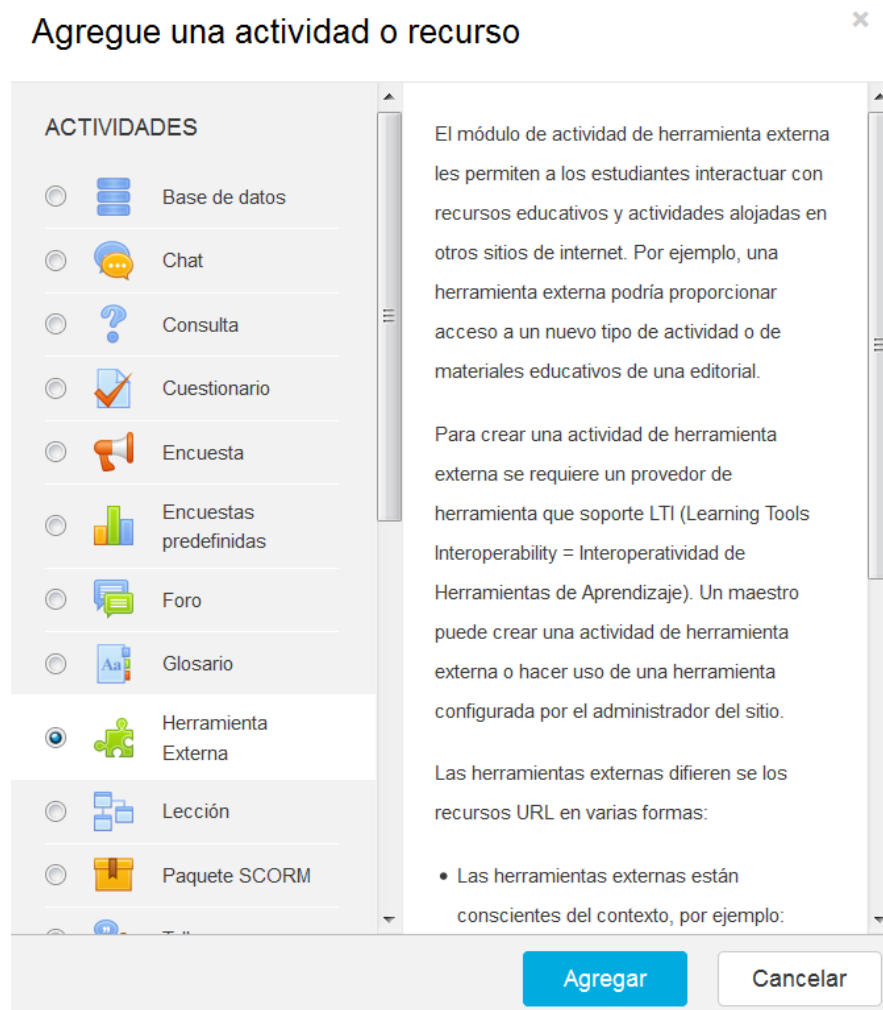 Agregue una actividad o recurso
×
ACTIVIDADES
Base de datos
Chat
Consulta
Cuestionario
Encuesta
Encuestas
predefinidas
Foro
Glosario
Herramienta
Externa
Lección
Paquete SCORM
El módulo de actividad de herramienta externa
les permiten a los estudiantes interactuar con
recursos educativos y actividades alojadas en
otros sitios de internet. Por ejemplo, una
herramienta externa podría proporcionar
acceso a un nuevo tipo de actividad o de
materiales educativos de una editorial.
Para crear una actividad de herramienta
externa se requiere un provedor de
herramienta que soporte LTI (Learning Tools
Interoperability = Interoperatividad de
Herramientas de Aprendizaje). Un maestro
puede crear una actividad de herramienta
externa o hacer uso de una herramienta
configurada por el administrador del sitio.
Las herramientas externas difieren se los
recursos URL en varias formas:
• Las herramientas externas están
conscientes del contexto, por ejemplo:
Agregar
Cancelar